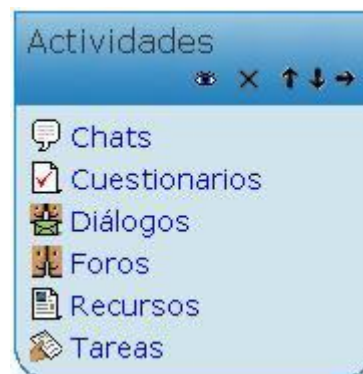 Actividades
Chats
Cuestionarios
Diálogos
Foros
Recursos
Tareas